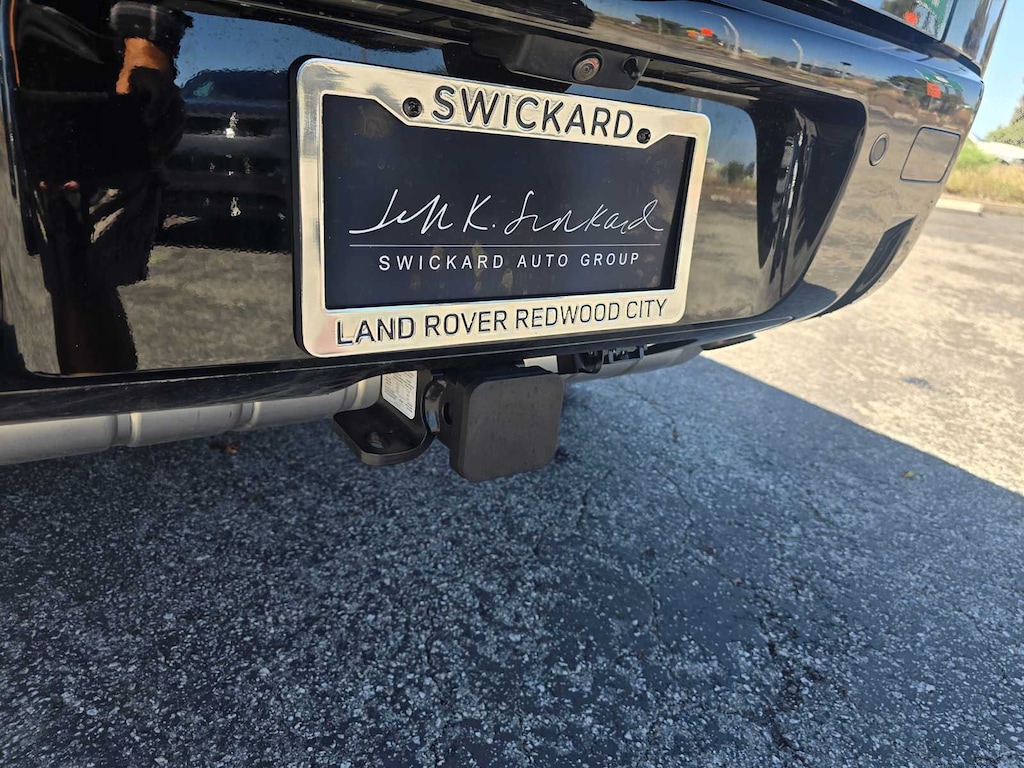 SWICKARD
SWICKARD AUTO GROUP
LAND ROVER REDWOOD CITY